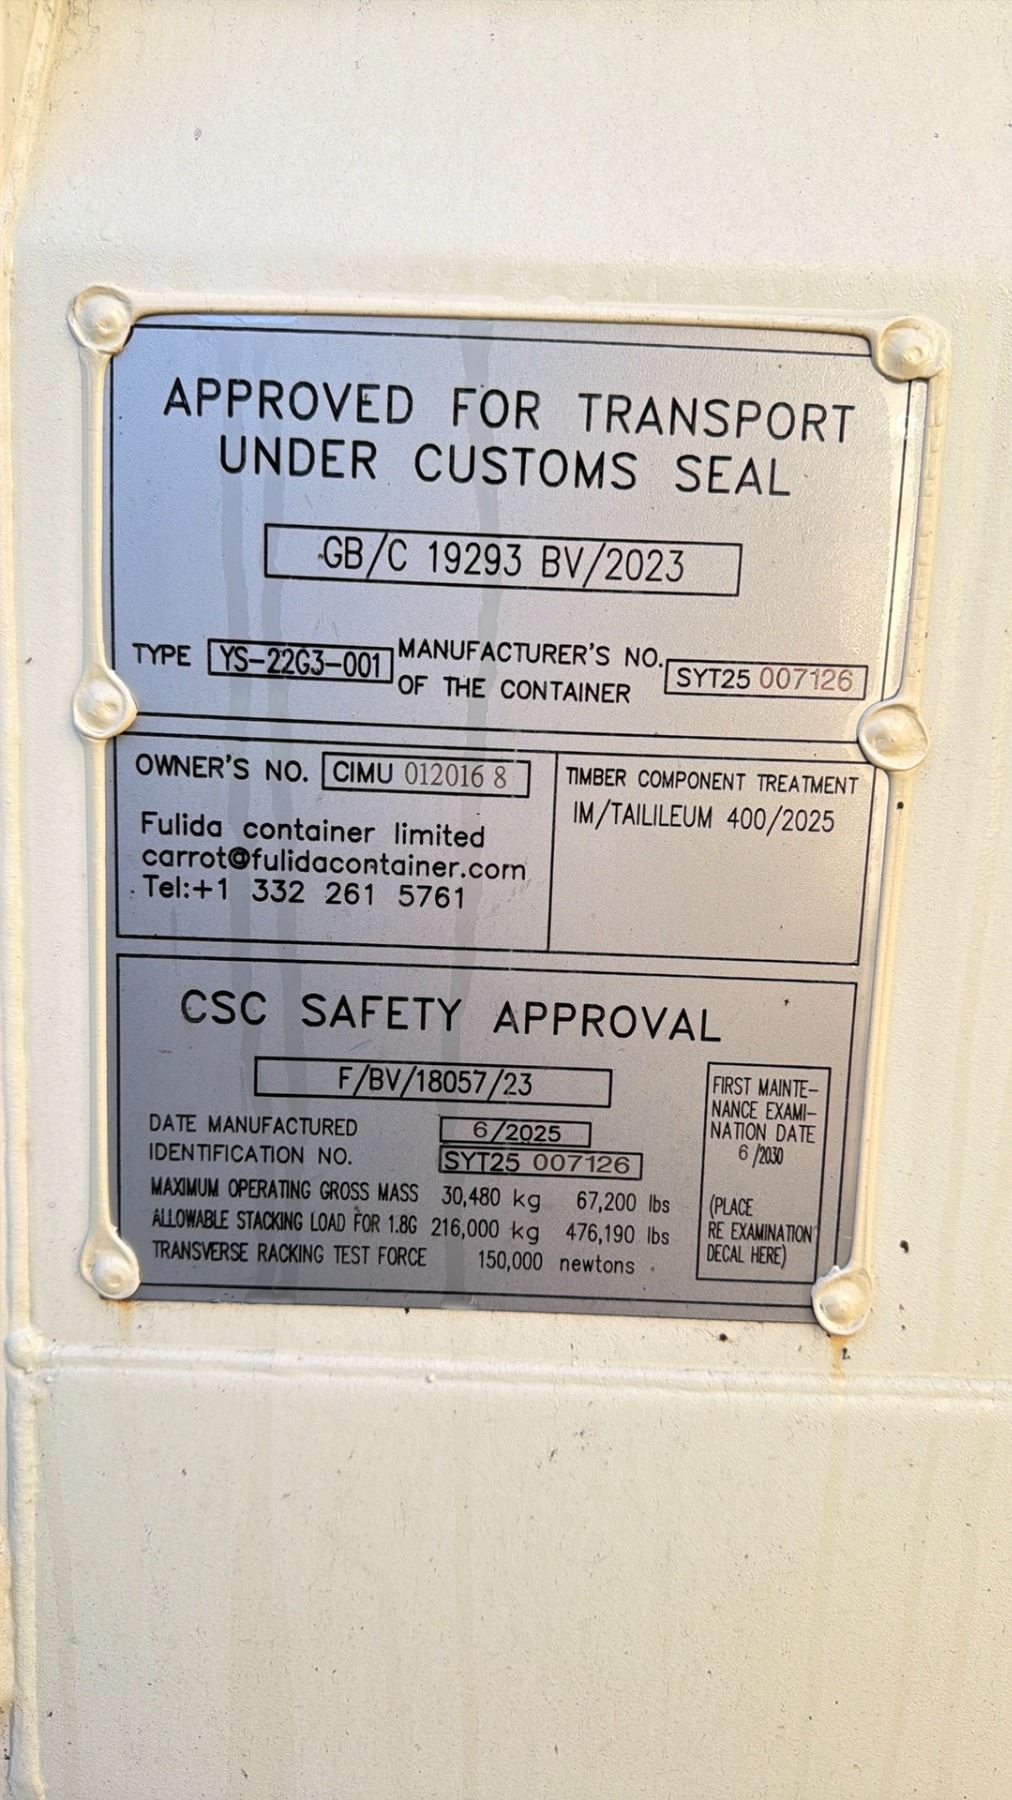 APPROVED FOR TRANSPORT
UNDER CUSTOMS SEAL
GB/C 19293 BV/2023
TYPE YS-22G3-001 MANUFACTURER'S NO. OF THE CONTAINER SYT25 007126
OWNER'S NO. CIMU 012016 8
Fulida container limited
carrot@fulidacontainer.com
Tel:+1 332 261 5761
TIMBER COMPONENT TREATMENT
IM/TAILILEUM 400/2025
CSC SAFETY APPROVAL
F/BV/18057/23
DATE MANUFACTURED 6/2025
IDENTIFICATION NO. SYT25 007126
MAXIMUM OPERATING GROSS MASS 30,480 kg 67,200 lbs
ALLOWABLE STACKING LOAD FOR 1.8G 216,000 kg 476,190 lbs
TRANSVERSE RACKING TEST FORCE 150,000 newtons
FIRST MAINTE-
NANCE EXAMI-
NATION DATE
6/2030
(PLACE
RE EXAMINATION
DECAL HERE)